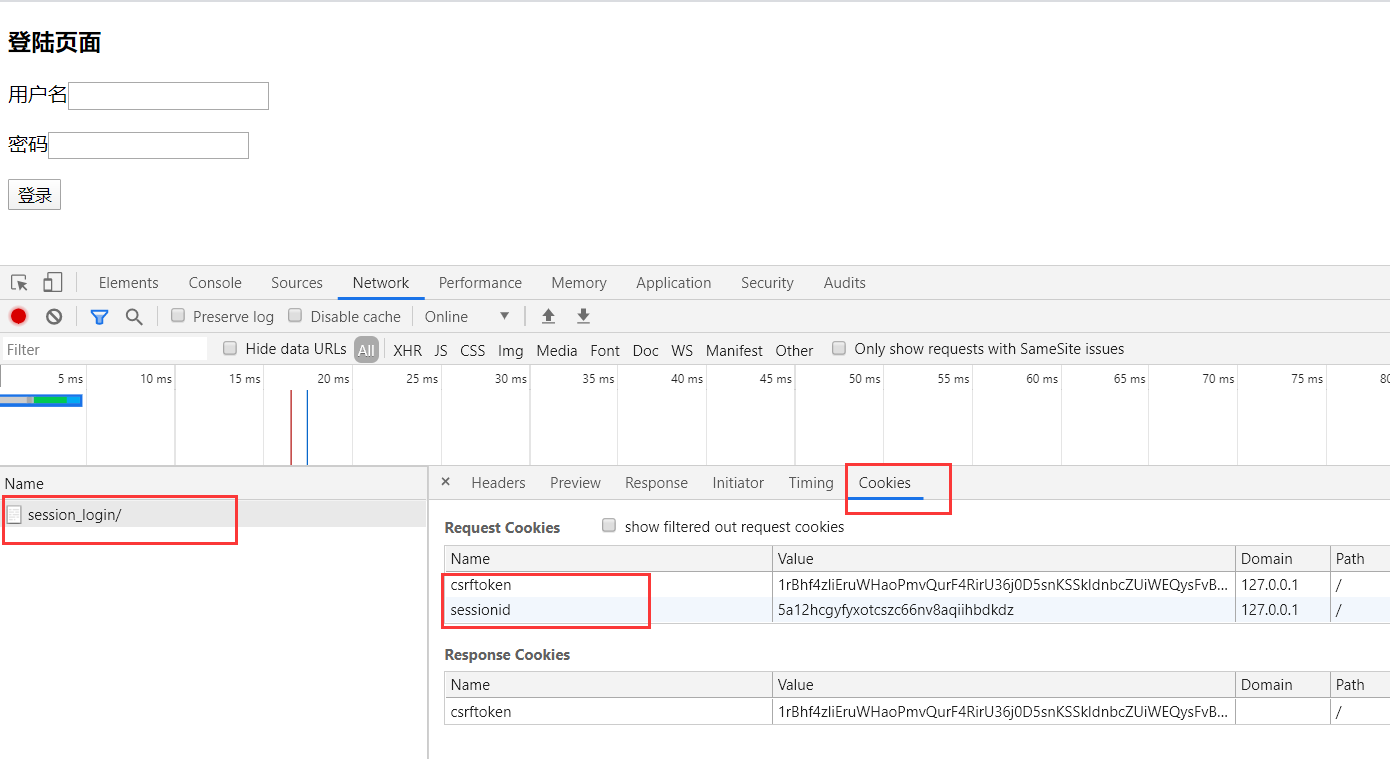 登陆页面
用户名
密码
登录
Elements Console Sources Network Performance Memory Application Security Audits
Preserve log Disable cache Online
Filter Hide data URLs All XHR JS CSS Img Media Font Doc WS Manifest Other Only show requests with SameSite issues
5 ms 10 ms 15 ms 20 ms 25 ms 30 ms 35 ms 40 ms 45 ms 50 ms 55 ms 60 ms 65 ms 70 ms 75 ms 80
Name
session_login/
× Headers Preview Response Initiator Timing Cookies
Request Cookies show filtered out request cookies
Name Value Domain Path
csrftoken 1rBhf4zIiEruWHaoPmvQurF4RirU36j0D5snKSSkldnbcZUiWEQysFvB... 127.0.0.1 /
sessionid 5a12hcgyfyxotcszc66nv8aqiihbdkdz 127.0.0.1 /
Response Cookies
Name Value Domain Path
csrftoken 1rBhf4zIiEruWHaoPmvQurF4RirU36j0D5snKSSkldnbcZUiWEQysFvB... /